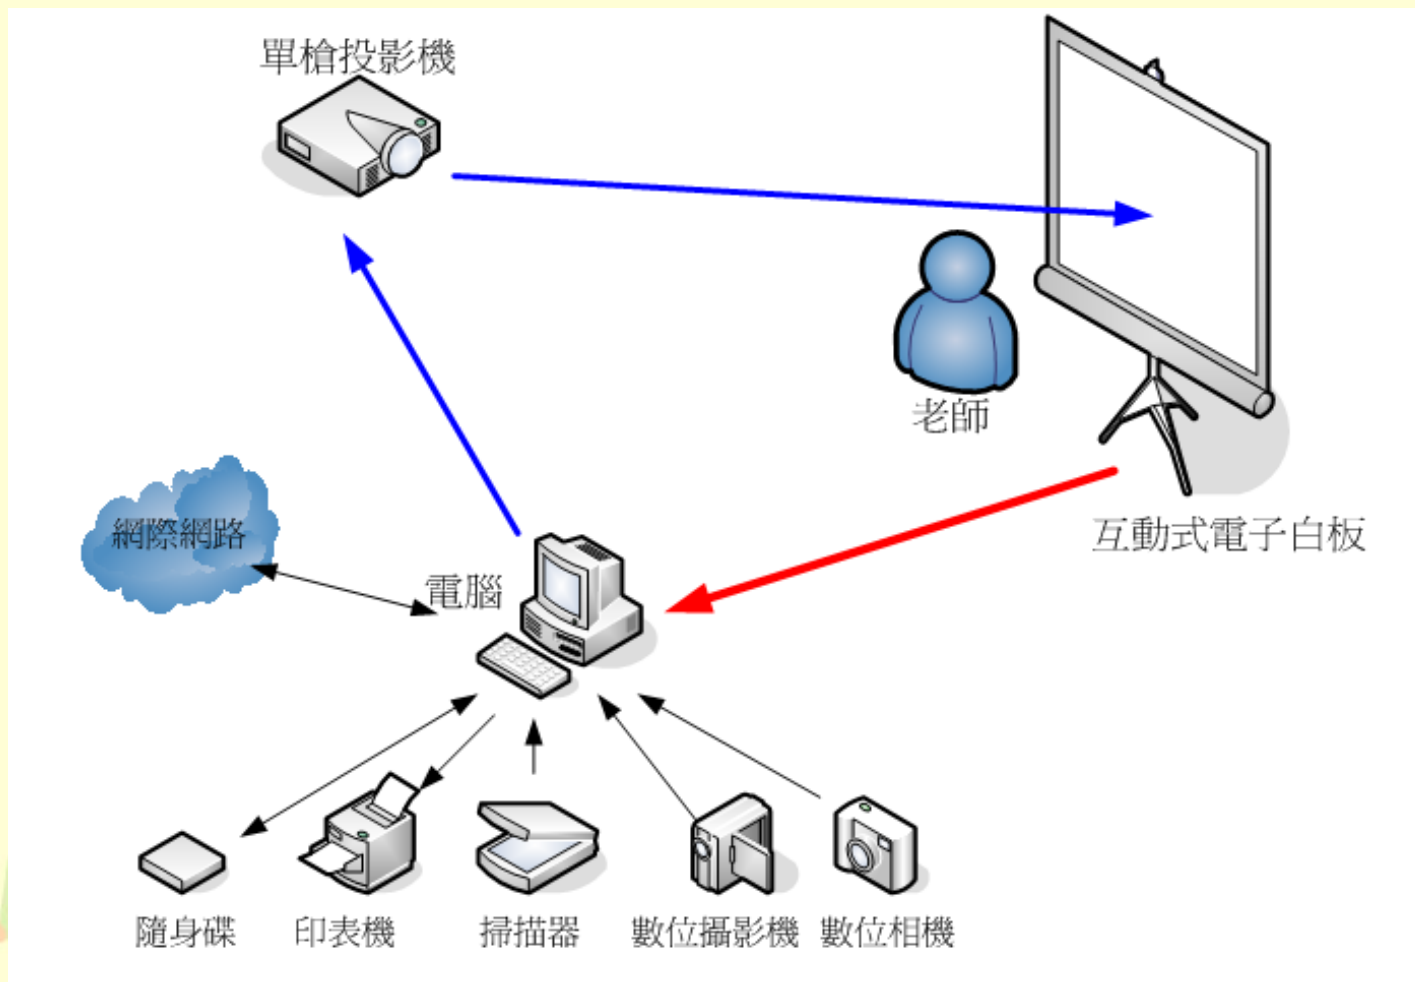 單槍投影機
老師
互動式電子白板
網際網路
電腦
隨身碟
印表機
掃描器
數位攝影機
數位相機